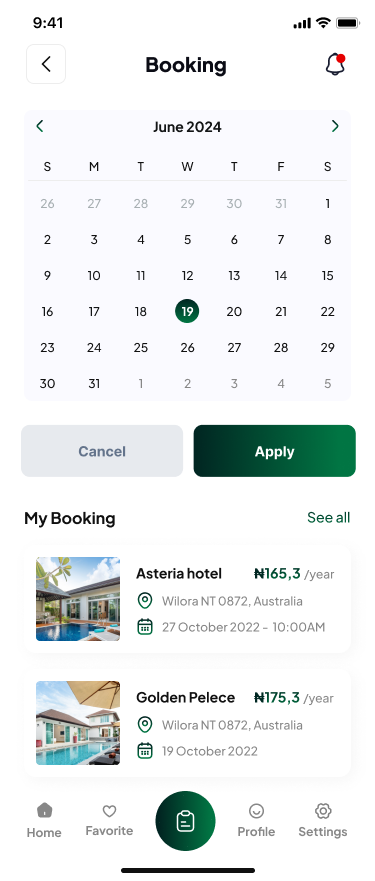 9:41
Booking
June 2024
S M T W T F S
26 27 28 29 30 31 1
2 3 4 5 6 7 8
9 10 11 12 13 14 15
16 17 18 19 20 21 22
23 24 25 26 27 28 29
30 31 1 2 3 4 5
Cancel Apply
My Booking See all
Asteria hotel ₦165,3 /year
Wilora NT 0872, Australia
27 October 2022 - 10:00AM
Golden Pelece ₦175,3 /year
Wilora NT 0872, Australia
19 October 2022
Home Favorite Profile Settings